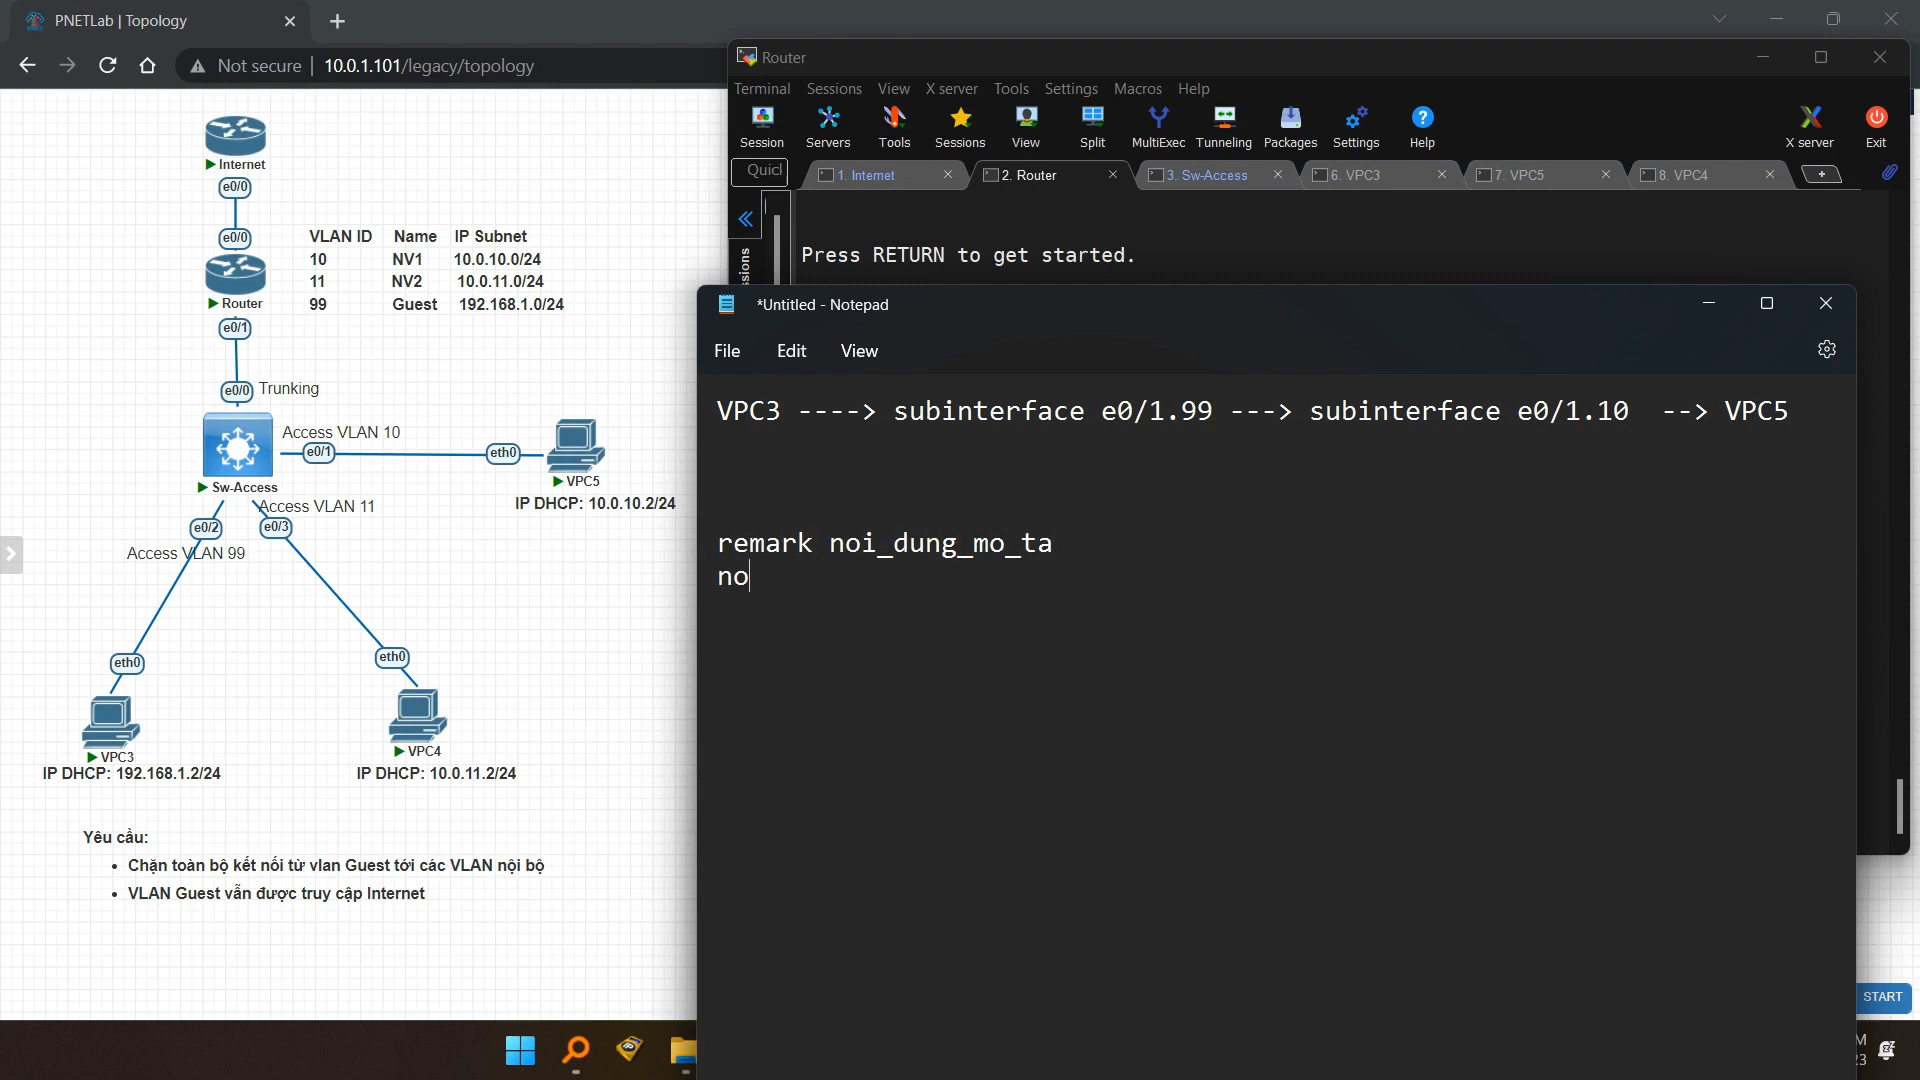 PNETLab | Topology
Not secure
10.0.1.101/legacy/topology
Internet
e0/0
e0/0
Router
e0/1
VLAN ID Name IP Subnet
10 NV1 10.0.10.0/24
11 NV2 10.0.11.0/24
99 Guest 192.168.1.0/24
e0/0 Trunking
Access VLAN 10
e0/1
eth0
VPC5
IP DHCP: 10.0.10.2/24
Sw-Access
Access VLAN 11
e0/2
e0/3
Access VLAN 99
eth0
eth0
VPC3
IP DHCP: 192.168.1.2/24
VPC4
IP DHCP: 10.0.11.2/24
Yêu cầu:
• Chặn toàn bộ kết nối từ vlan Guest tới các VLAN nội bộ
• VLAN Guest vẫn được truy cập Internet
Router
Terminal Sessions View X server Tools Settings Macros Help
Session Servers Tools Sessions View Split MultiExec Tunneling Packages Settings Help X server Exit
1. Internet 2. Router 3. Sw-Access 6. VPC3 7. VPC5 8. VPC4
Press RETURN to get started.
*Untitled - Notepad
File Edit View
VPC3 ----> subinterface e0/1.99 ---> subinterface e0/1.10 --> VPC5
remark noi_dung_mo_ta
no
START